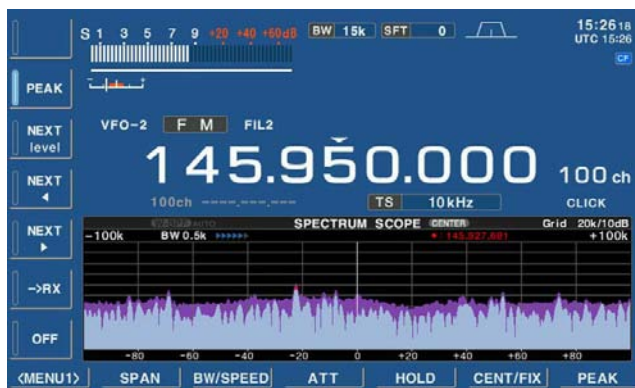 S 1 3 5 7 9 +20 +40 +60dB BW 15k SFT 0 15:26 18
UTC 15:26
CF
PEAK
VFO-2 FM FIL2
NEXT
level
145.950.000 100 ch
NEXT
100ch ----.---.--- TS 10kHz CLICK
NEXT
SPECTRUM SCOPE CENTER Grid 20k/10dB
-100k BW 0.5k 145.927.681 +100k
->RX
OFF
-80 -60 -40 -20 0 +20 +40 +60 +80
<MENU1> SPAN BW/SPEED ATT HOLD CENT/FIX PEAK